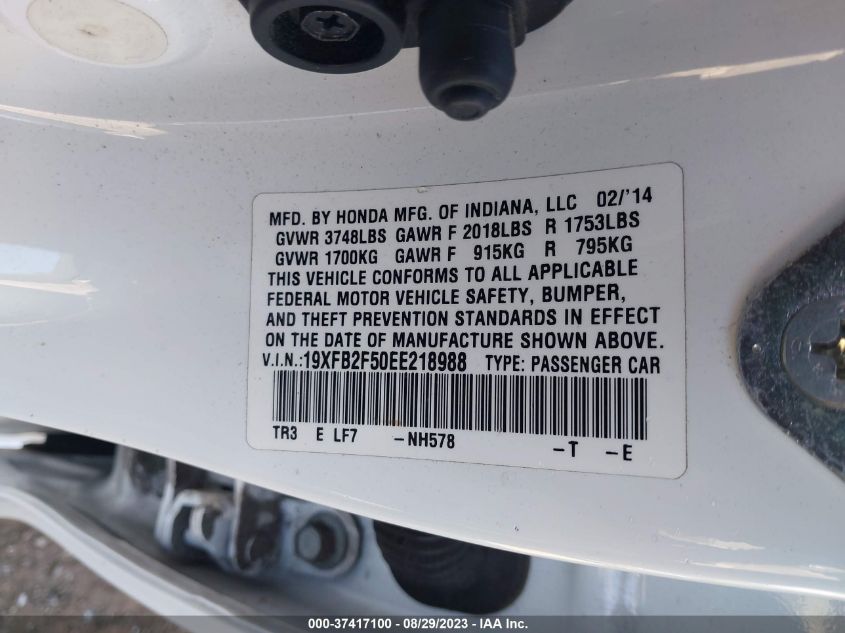 MFD. BY HONDA MFG. OF INDIANA, LLC 02/'14
GVWR 3748LBS GAWR F 2018LBS R 1753LBS
GVWR 1700KG GAWR F 915KG R 795KG
THIS VEHICLE CONFORMS TO ALL APPLICABLE
FEDERAL MOTOR VEHICLE SAFETY, BUMPER,
AND THEFT PREVENTION STANDARDS IN EFFECT
ON THE DATE OF MANUFACTURE SHOWN ABOVE.
V.I.N.:19XFB2F50EE218988 TYPE: PASSENGER CAR
TR3 E LF7 -NH578 -T -E
000-37417100 - 08/29/2023 - IAA Inc.